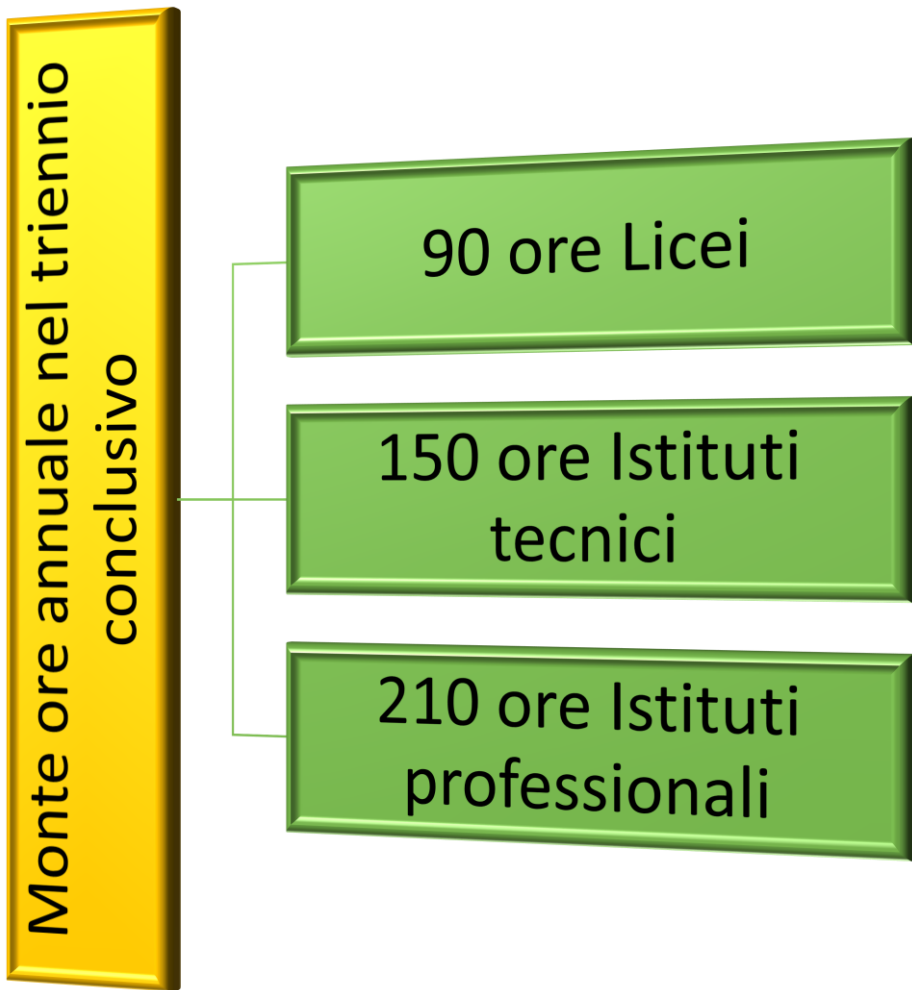 Monte ore annuale nel triennio
conclusivo
90 ore Licei
150 ore Istituti
tecnici
210 ore Istituti
professionali